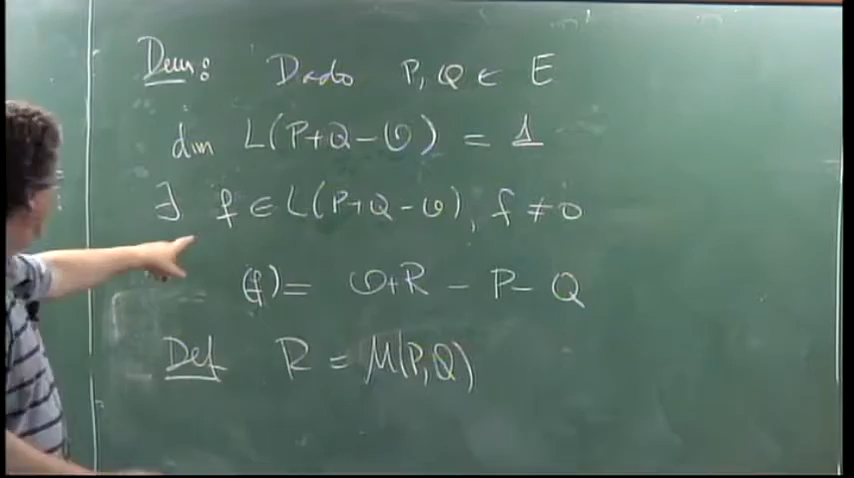 Dem: Dado P, Q ∈ E
dim L(P+Q-O) = 1
∃ f ∈ L(P+Q-O), f ≠ 0
(f) = O+R - P - Q
Def R = M(P,Q)